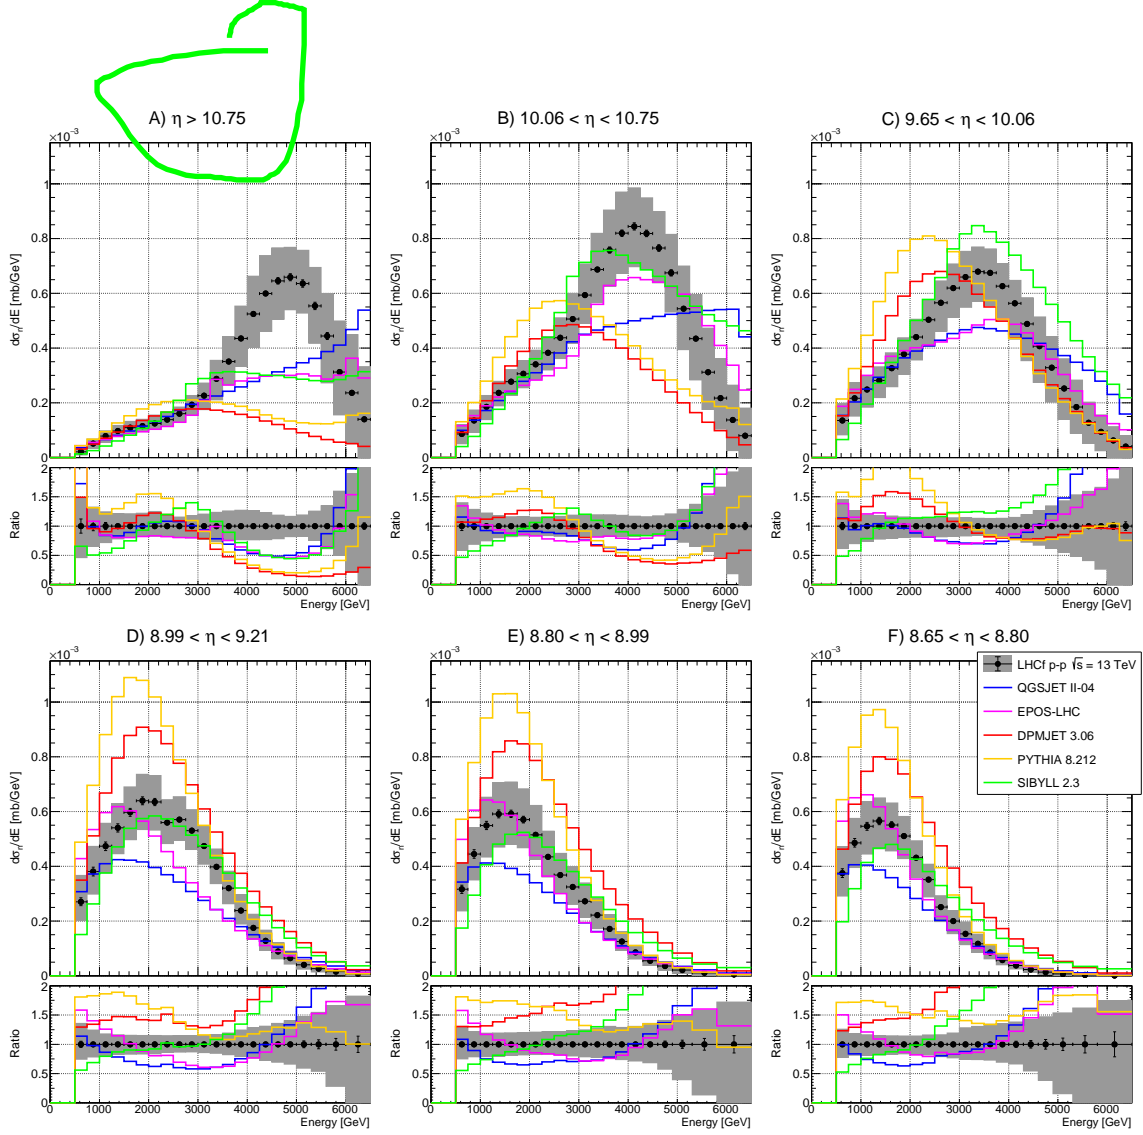 A) η > 10.75
B) 10.06 < η < 10.75
C) 9.65 < η < 10.06
×10⁻³
×10⁻³
×10⁻³
dσₙ/dE [mb/GeV]
1
0.8
0.6
0.4
0.2
0
dσₙ/dE [mb/GeV]
1
0.8
0.6
0.4
0.2
0
dσₙ/dE [mb/GeV]
1
0.8
0.6
0.4
0.2
0
Ratio
2
1.5
1
0.5
0
Ratio
2
1.5
1
0.5
0
Ratio
2
1.5
1
0.5
0
0 1000 2000 3000 4000 5000 6000
Energy [GeV]
0 1000 2000 3000 4000 5000 6000
Energy [GeV]
0 1000 2000 3000 4000 5000 6000
Energy [GeV]
D) 8.99 < η < 9.21
E) 8.80 < η < 8.99
F) 8.65 < η < 8.80
×10⁻³
×10⁻³
×10⁻³
dσₙ/dE [mb/GeV]
1
0.8
0.6
0.4
0.2
0
dσₙ/dE [mb/GeV]
1
0.8
0.6
0.4
0.2
0
dσₙ/dE [mb/GeV]
1
0.8
0.6
0.4
0.2
0
LHCf p-p √s = 13 TeV
QGSJET II-04
EPOS-LHC
DPMJET 3.06
PYTHIA 8.212
SIBYLL 2.3
Ratio
2
1.5
1
0.5
0
Ratio
2
1.5
1
0.5
0
Ratio
2
1.5
1
0.5
0
0 1000 2000 3000 4000 5000 6000
Energy [GeV]
0 1000 2000 3000 4000 5000 6000
Energy [GeV]
0 1000 2000 3000 4000 5000 6000
Energy [GeV]